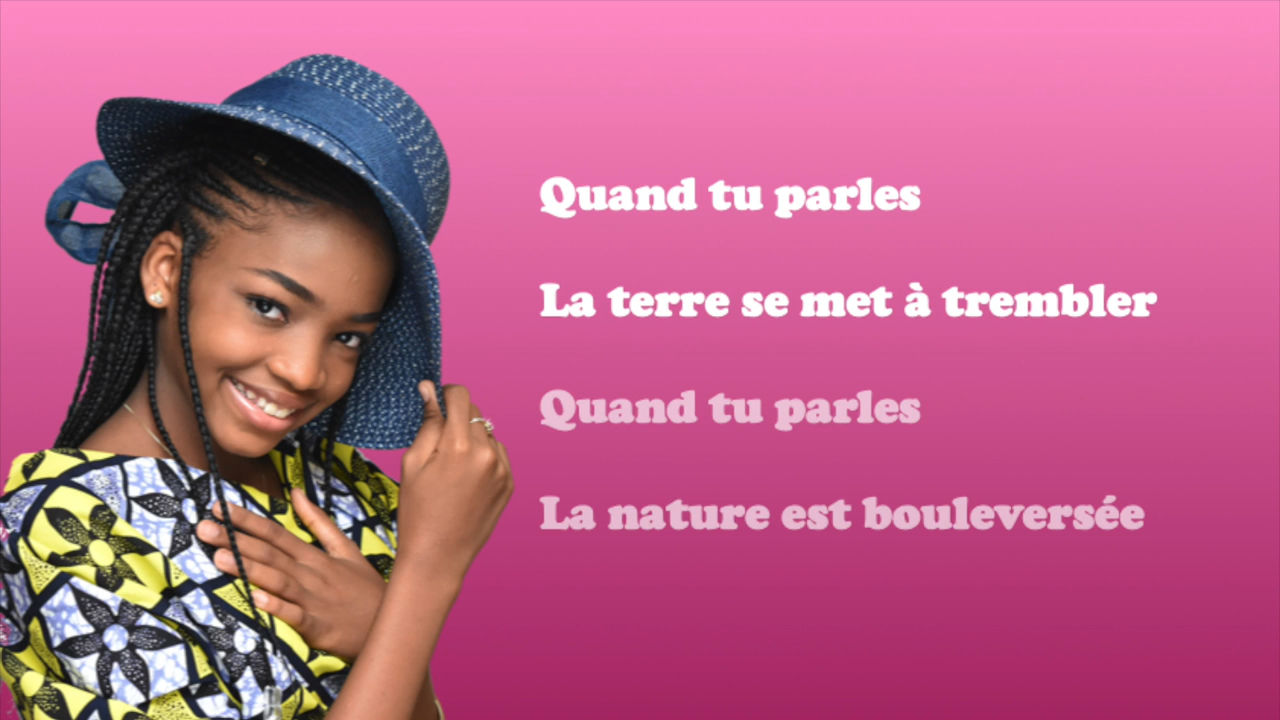 Quand tu parles
La terre se met à trembler
Quand tu parles
La nature est bouleversée